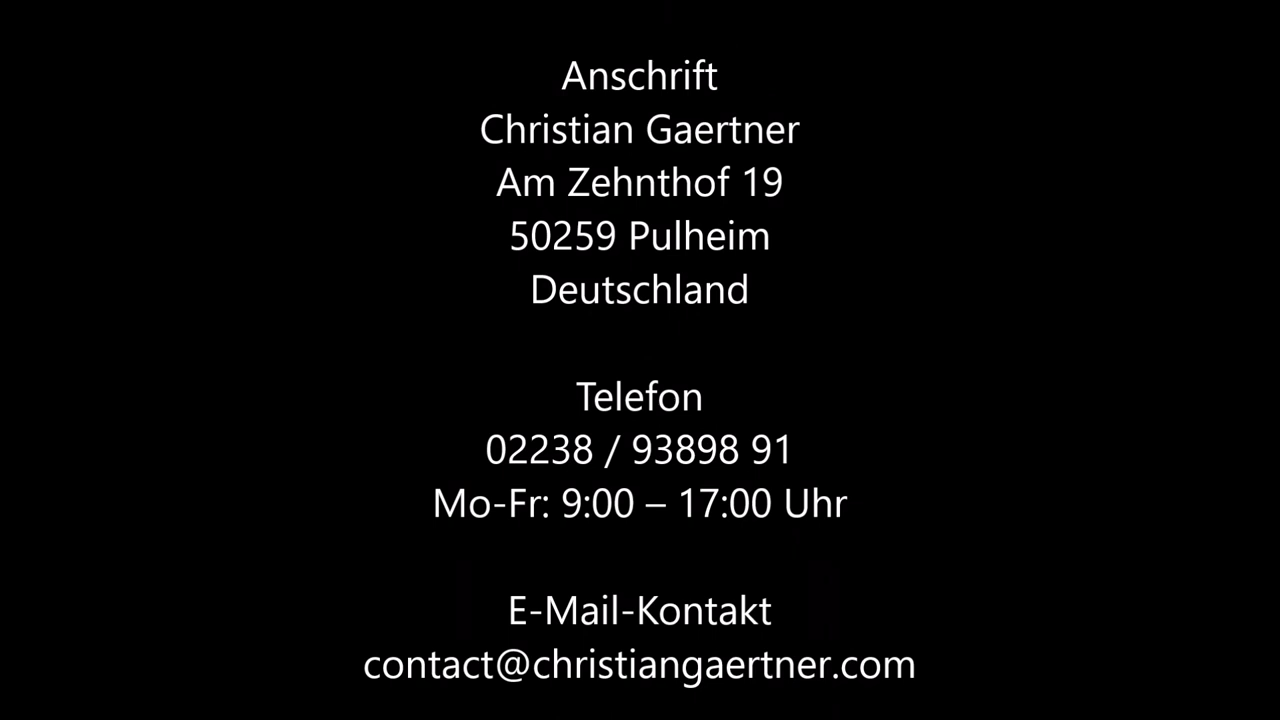 Anschrift
Christian Gaertner
Am Zehnthof 19
50259 Pulheim
Deutschland
Telefon
02238 / 93898 91
Mo-Fr: 9:00 – 17:00 Uhr
E-Mail-Kontakt
contact@christiangaertner.com